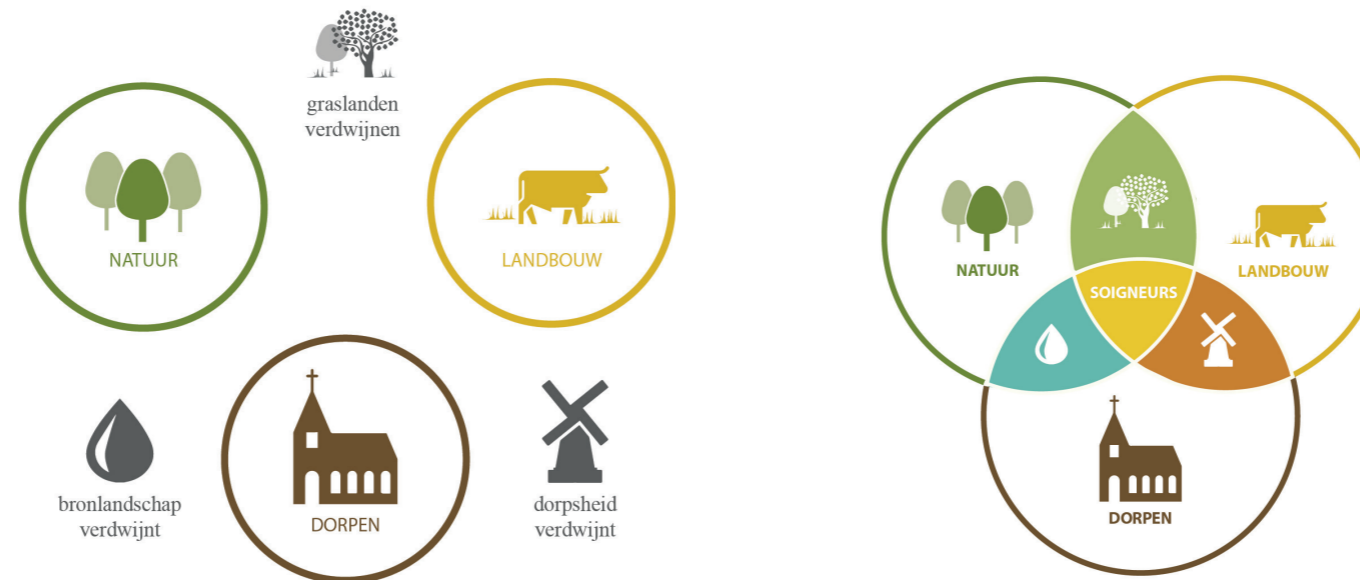 graslanden
verdwijnen
NATUUR
LANDBOUW
bronlandschap
verdwijnt
DORPEN
dorpsheid
verdwijnt
NATUUR
LANDBOUW
SOIGNEURS
DORPEN